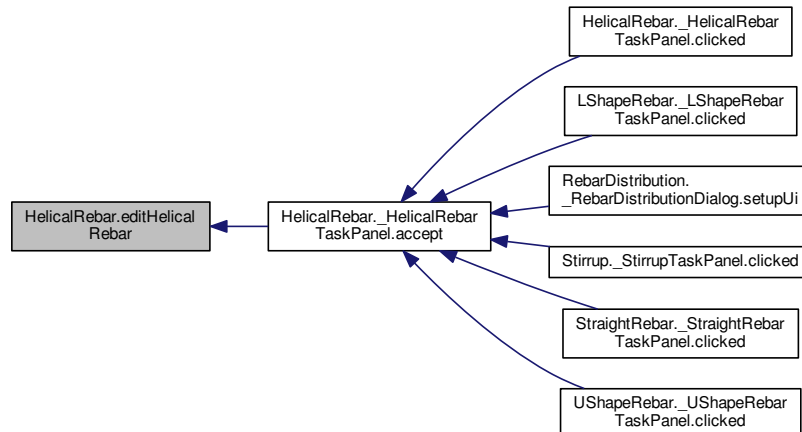 HelicalRebar._HelicalRebar
TaskPanel.clicked
LShapeRebar._LShapeRebar
TaskPanel.clicked
RebarDistribution.
_RebarDistributionDialog.setupUi
HelicalRebar.editHelical
Rebar
HelicalRebar._HelicalRebar
TaskPanel.accept
Stirrup._StirrupTaskPanel.clicked
StraightRebar._StraightRebar
TaskPanel.clicked
UShapeRebar._UShapeRebar
TaskPanel.clicked